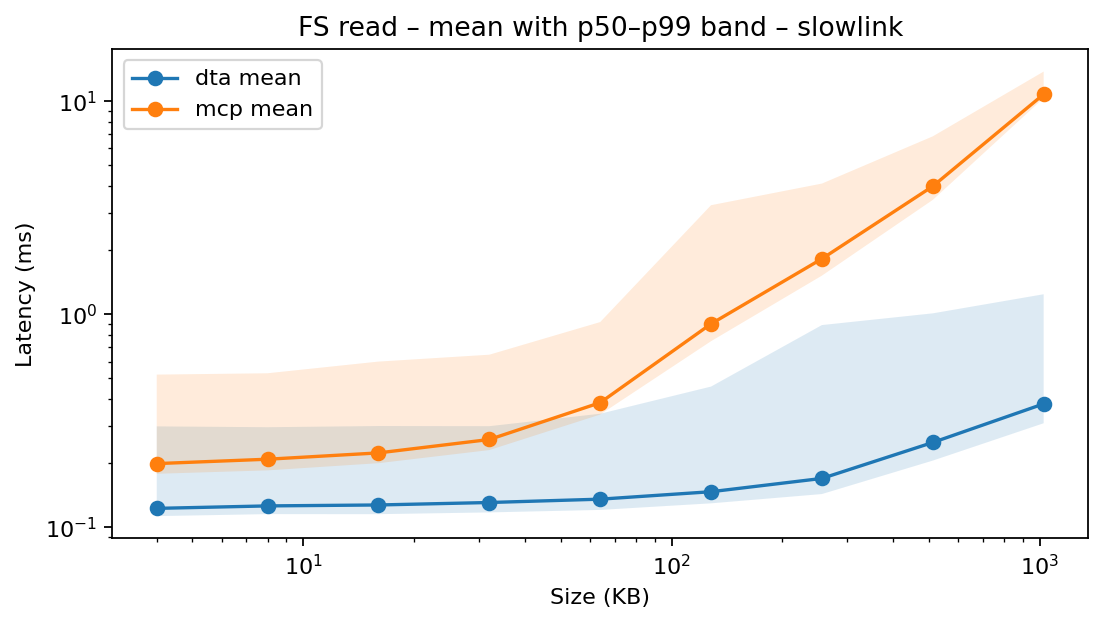 FS read – mean with p50–p99 band – slowlink
dta mean
mcp mean
Latency (ms)
10¹
10⁰
10⁻¹
10¹
10²
10³
Size (KB)